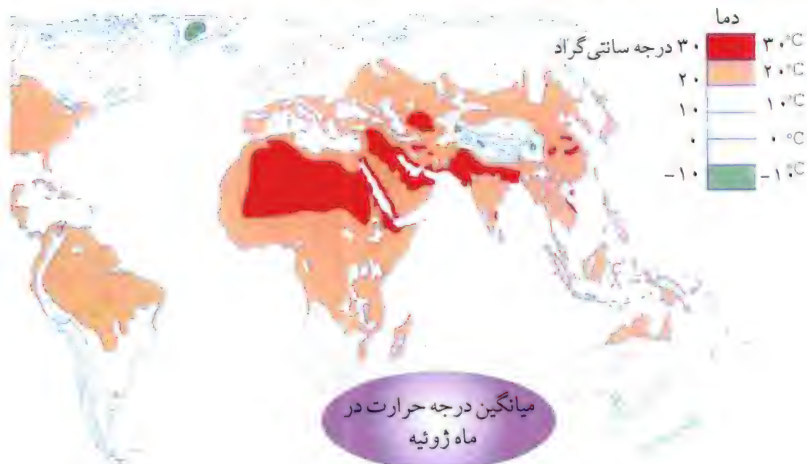 دما
۳۰ درجه سانتی‌گراد ۳۰°C
۲۰ ۲۰°C
۱۰ ۱۰°C
۰ ۰°C
-۱۰ -۱۰°C
میانگین درجه حرارت در
ماه ژوئیه